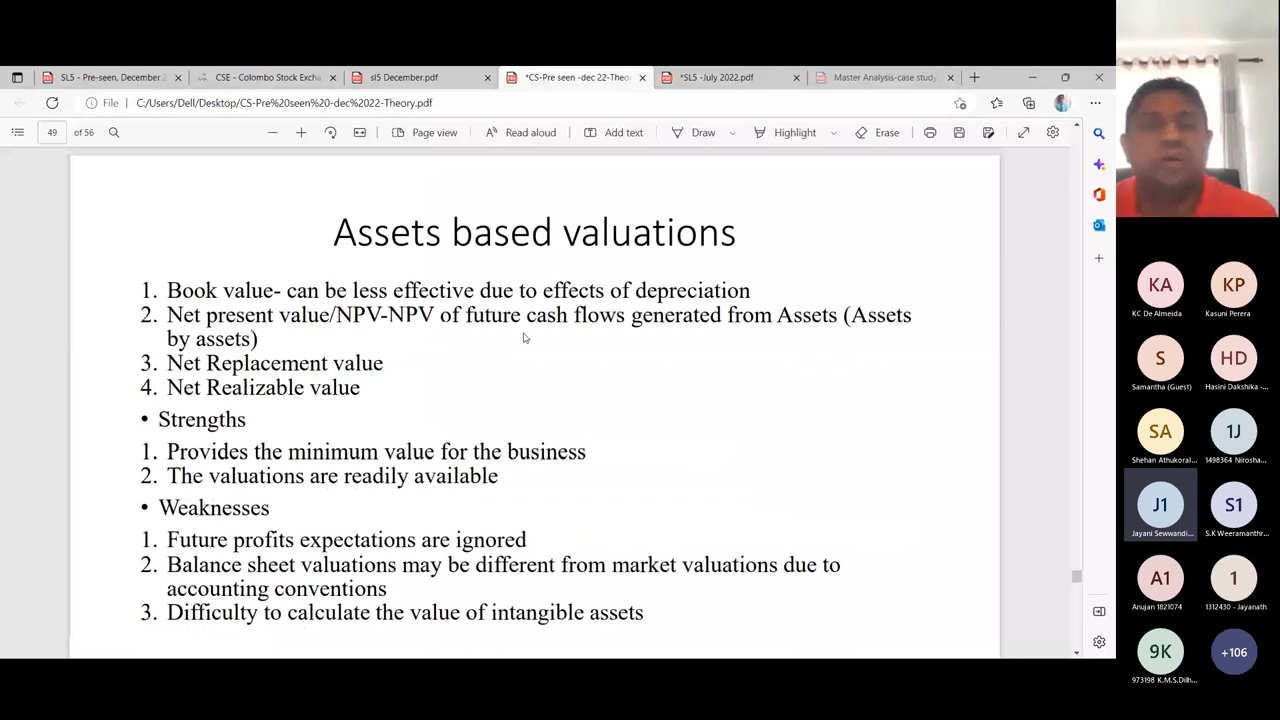 SL5 - Pre-seen, December.2
CSE - Colombo Stock Excha
sl5 December.pdf
*CS-Pre seen -dec 22-Theor
*SL5 -July 2022.pdf
Master Analysis-case study
File
C:/Users/Dell/Desktop/CS-Pre%20seen%20-dec%2022-Theory.pdf
49 of 56
Page view
Read aloud
Add text
Draw
Highlight
Erase
Assets based valuations
1. Book value- can be less effective due to effects of depreciation
2. Net present value/NPV-NPV of future cash flows generated from Assets (Assets
by assets)
3. Net Replacement value
4. Net Realizable value
• Strengths
1. Provides the minimum value for the business
2. The valuations are readily available
• Weaknesses
1. Future profits expectations are ignored
2. Balance sheet valuations may be different from market valuations due to
accounting conventions
3. Difficulty to calculate the value of intangible assets
KA KP
KC De Almeida Kasuni Perera
S HD
Samantha (Guest) Hasini Dakshika -...
SA 1J
Shehan Athukoral... 1498364 Nirosha...
J1 S1
Jayani Sewwandi... S.K Weeramanthr...
A1 1
Anujan 1821074 1312430 - Jayanath
9K +106
973198 K.M.S.Dilh...